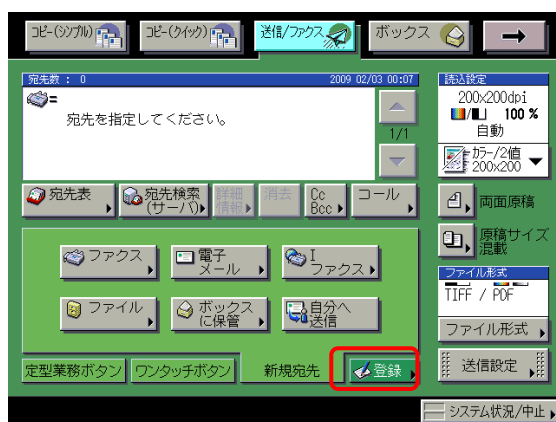 コピー(シンプル)
コピー(クイック)
送信/ファクス
ボックス
宛先数： 0
2009 02/03 00:07
宛先を指定してください。
1/1
宛先表
宛先検索
(サーバ)
詳細
情報
消去
Cc
Bcc
コール
ファクス
電子
メール
I
ファクス
ファイル
ボックス
に保管
自分へ
送信
定型業務ボタン
ワンタッチボタン
新規宛先
登録
読込設定
200x200dpi
100 %
自動
カラー/2値
200x200
両面原稿
原稿サイズ
混載
ファイル形式
TIFF / PDF
ファイル形式
送信設定
システム状況/中止